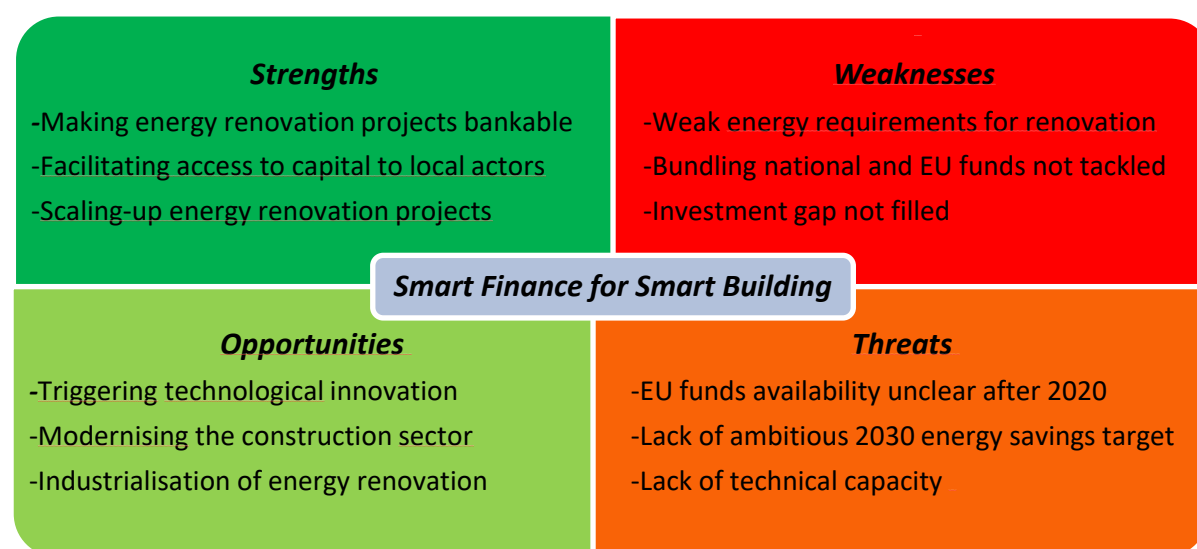 Strengths
-Making energy renovation projects bankable
-Facilitating access to capital to local actors
-Scaling-up energy renovation projects
Weaknesses
-Weak energy requirements for renovation
-Bundling national and EU funds not tackled
-Investment gap not filled
Smart Finance for Smart Building
Opportunities
-Triggering technological innovation
-Modernising the construction sector
-Industrialisation of energy renovation
Threats
-EU funds availability unclear after 2020
-Lack of ambitious 2030 energy savings target
-Lack of technical capacity